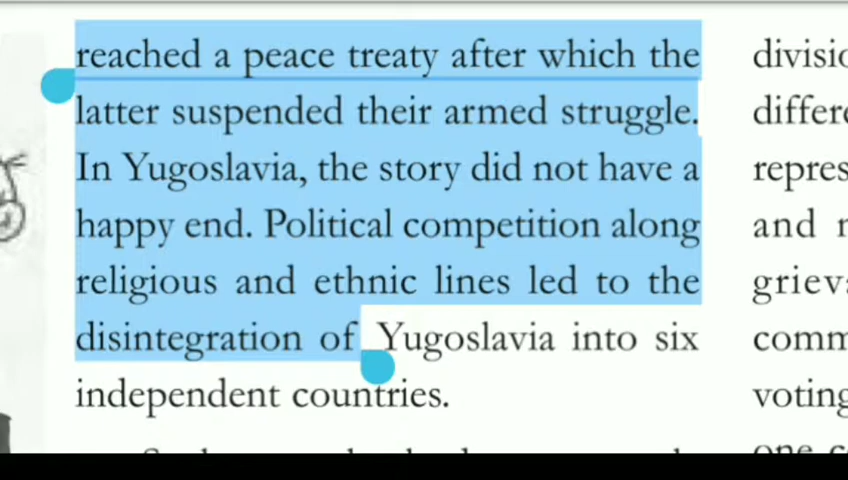 reached a peace treaty after which the
latter suspended their armed struggle.
In Yugoslavia, the story did not have a
happy end. Political competition along
religious and ethnic lines led to the
disintegration of Yugoslavia into six
independent countries.